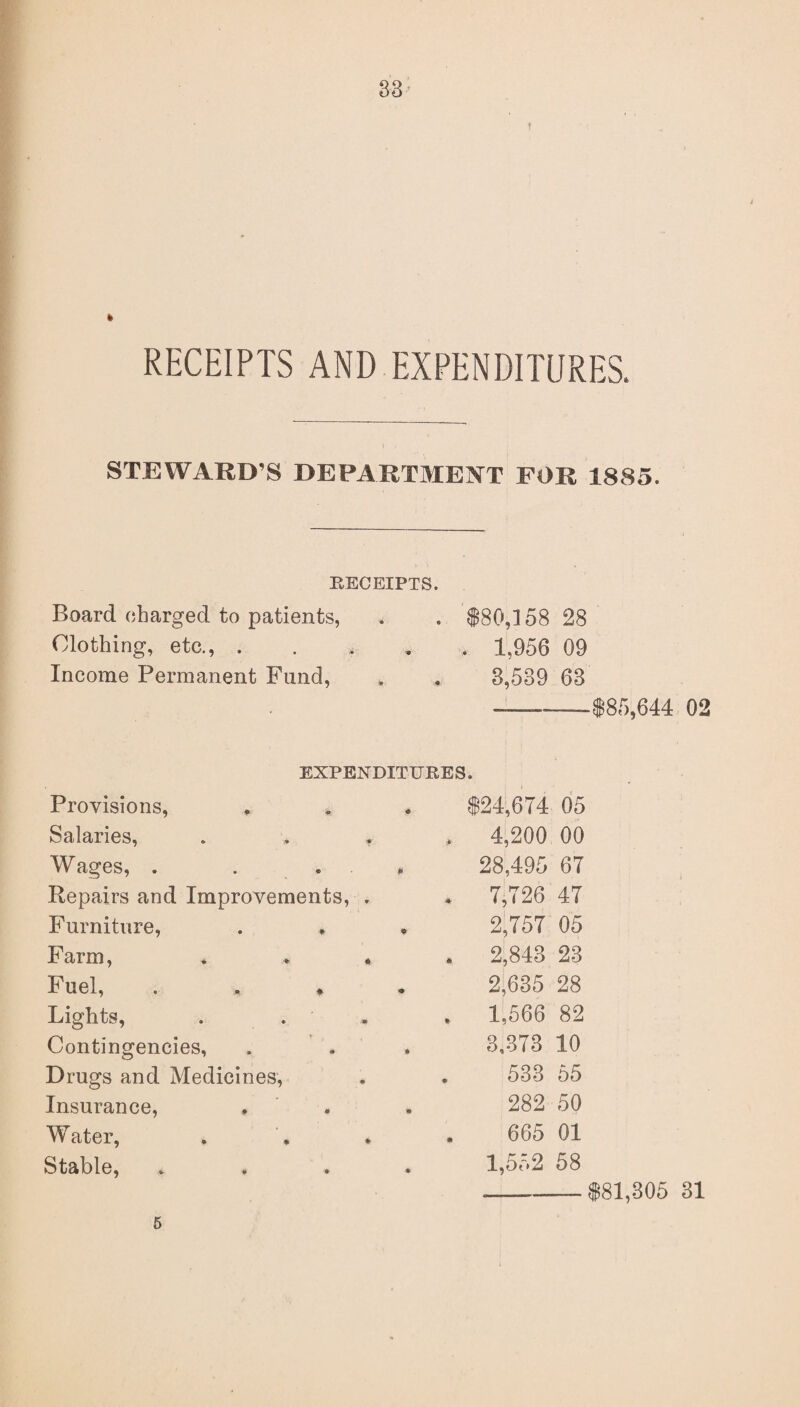 33
RECEIPTS AND EXPENDITURES.
STEWARD'S DEPARTMENT FOR 1885.
RECEIPTS.
Board charged to patients, . . $80,158 28
Clothing, etc., . . . . . 1,956 09
Income Permanent Fund, . . 3,539 63
$85,644 02
EXPENDITURES.
Provisions, . . . $24,674 05
Salaries, . . . . 4,200 00
Wages, . . . . 28,495 67
Repairs and Improvements, . . 7,726 47
Furniture, . . . 2,757 05
Farm, . . . . 2,843 23
Fuel, . . . . 2,635 28
Lights, . . . . 1,566 82
Contingencies, . . . 3,373 10
Drugs and Medicines, . . 533 55
Insurance, . . . 282 50
Water, . . . . 665 01
Stable, . . . . 1,552 58
$81,305 31
5